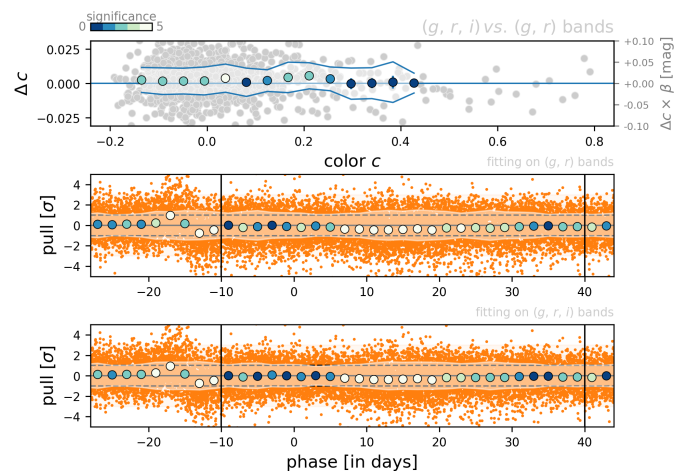 significance
0 5
(g, r, i) vs. (g, r) bands
0.025
0.000
−0.025
Δ c
+0.10
+0.05
+0.00
−0.05
-0.10
Δc × β [mag]
−0.2 0.0 0.2 0.4 0.6 0.8
color c
fitting on (g, r) bands
4
2
0
−2
−4
pull [σ]
−20 −10 0 10 20 30 40
fitting on (g, r, i) bands
4
2
0
−2
−4
pull [σ]
−20 −10 0 10 20 30 40
phase [in days]